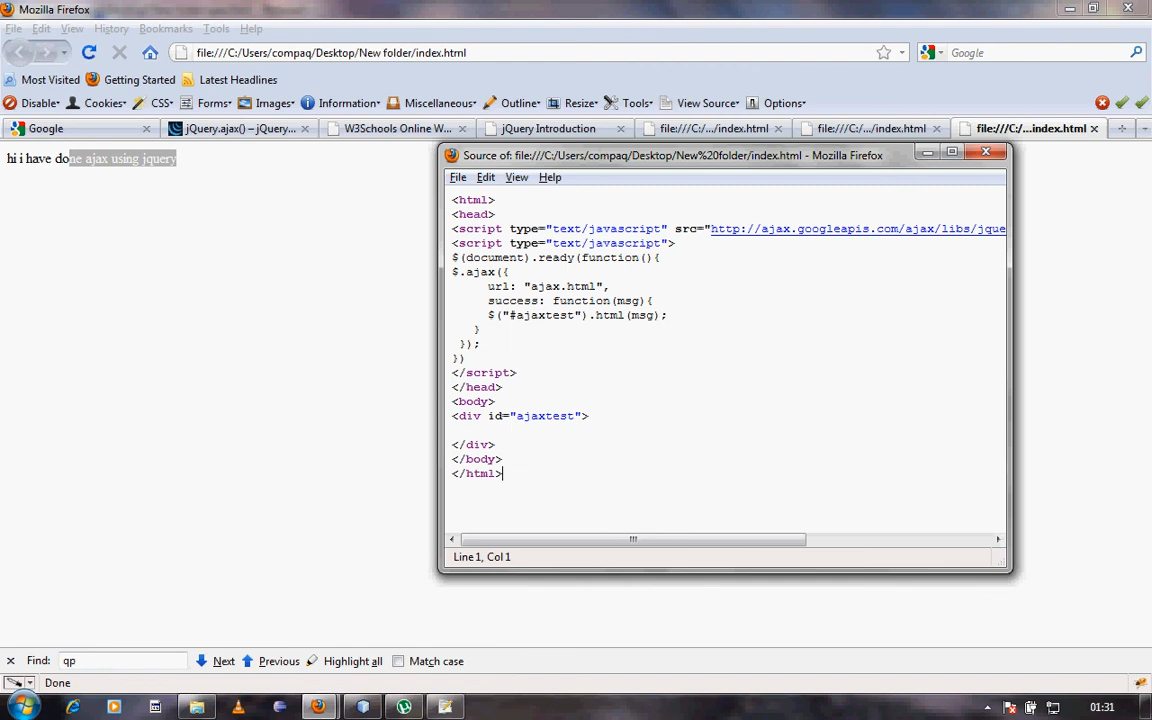 Mozilla Firefox
File Edit View History Bookmarks Tools Help
file:///C:/Users/compaq/Desktop/New folder/index.html Google
Most Visited Getting Started Latest Headlines
Disable Cookies CSS Forms Images Information Miscellaneous Outline Resize Tools View Source Options
Google jQuery.ajax() – jQuery... W3Schools Online W... jQuery Introduction file:///C:/.../index.html file:///C:/.../index.html file:///C:/...index.html
hi i have done ajax using jquery
Source of: file:///C:/Users/compaq/Desktop/New%20folder/index.html - Mozilla Firefox
File Edit View Help
<html>
<head>
<script type="text/javascript" src="http://ajax.googleapis.com/ajax/libs/jque
<script type="text/javascript">
$(document).ready(function(){
$.ajax({
url: "ajax.html",
success: function(msg){
$("#ajaxtest").html(msg);
}
});
})
</script>
</head>
<body>
<div id="ajaxtest">
</div>
</body>
</html>
Line 1, Col 1
Find: qp Next Previous Highlight all Match case
Done
01:31